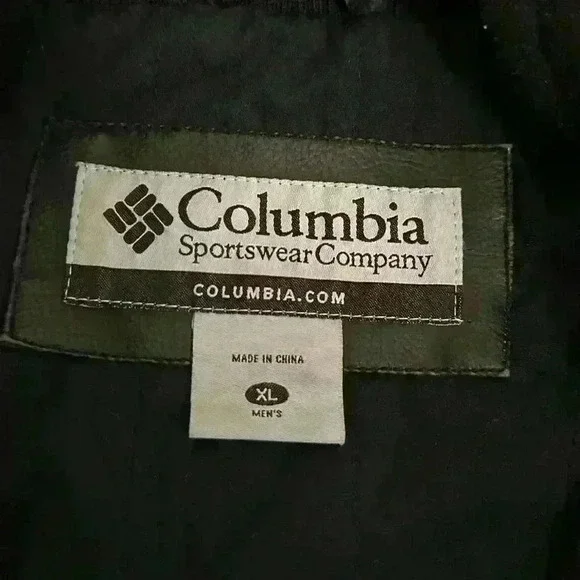 Columbia
Sportswear Company
COLUMBIA.COM
MADE IN CHINA
XL
MEN'S